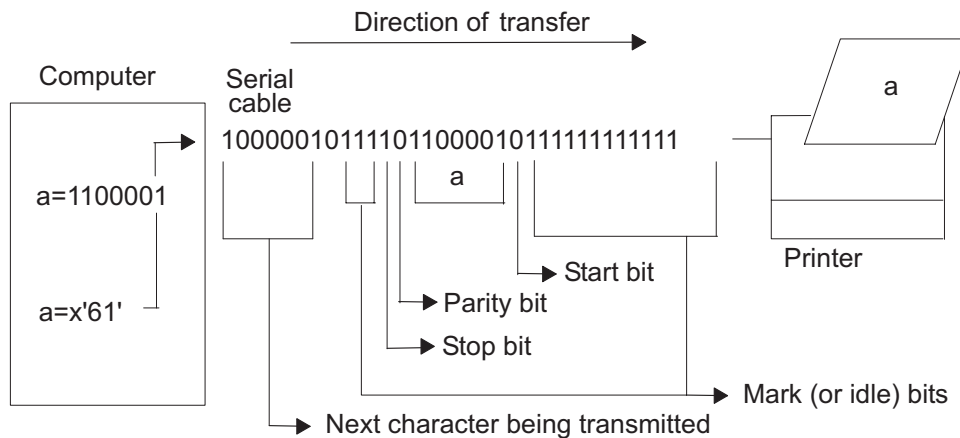 Direction of transfer
Computer
Serial
cable
a
1000001011110110000101111111111111
a=1100001
a
Start bit
Printer
a=x'61'
Parity bit
Stop bit
Mark (or idle) bits
Next character being transmitted